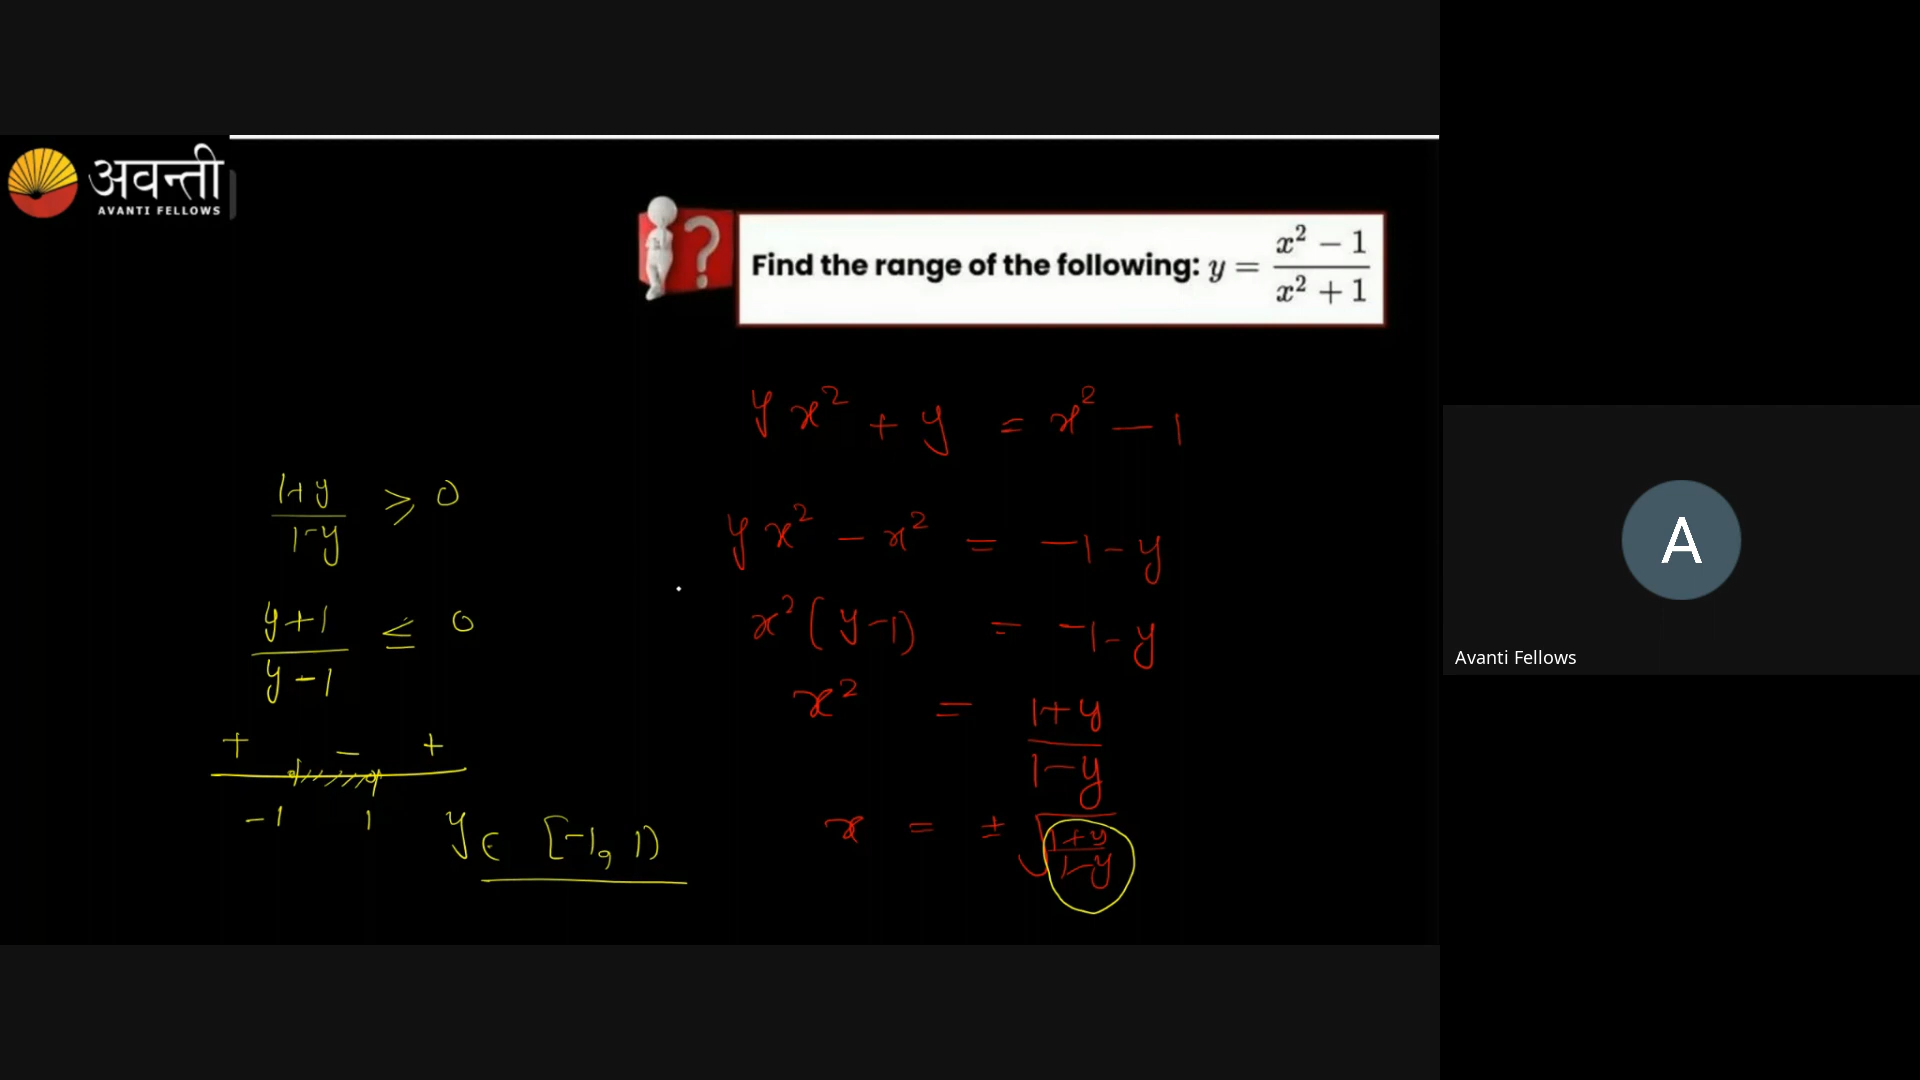 अवन्ती
AVANTI FELLOWS
Find the range of the following: y = (x² − 1)/(x² + 1)
yx² + y = x² − 1
yx² − x² = −1 − y
x²(y−1) = −1 − y
x² = (1+y)/(1−y)
x = ± √((1+y)/(1−y))
(1+y)/(1−y) ⩾ 0
(y+1)/(y−1) ≤ 0
+ − +
−1 1
y ∈ [−1, 1)
A
Avanti Fellows